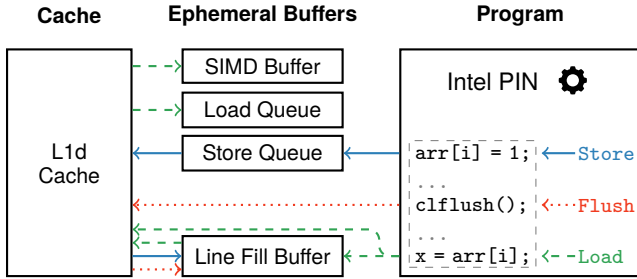 Cache
Ephemeral Buffers
Program
SIMD Buffer
Load Queue
Store Queue
Line Fill Buffer
L1d
Cache
Intel PIN
arr[i] = 1;
...
clflush();
...
x = arr[i];
Store
Flush
Load